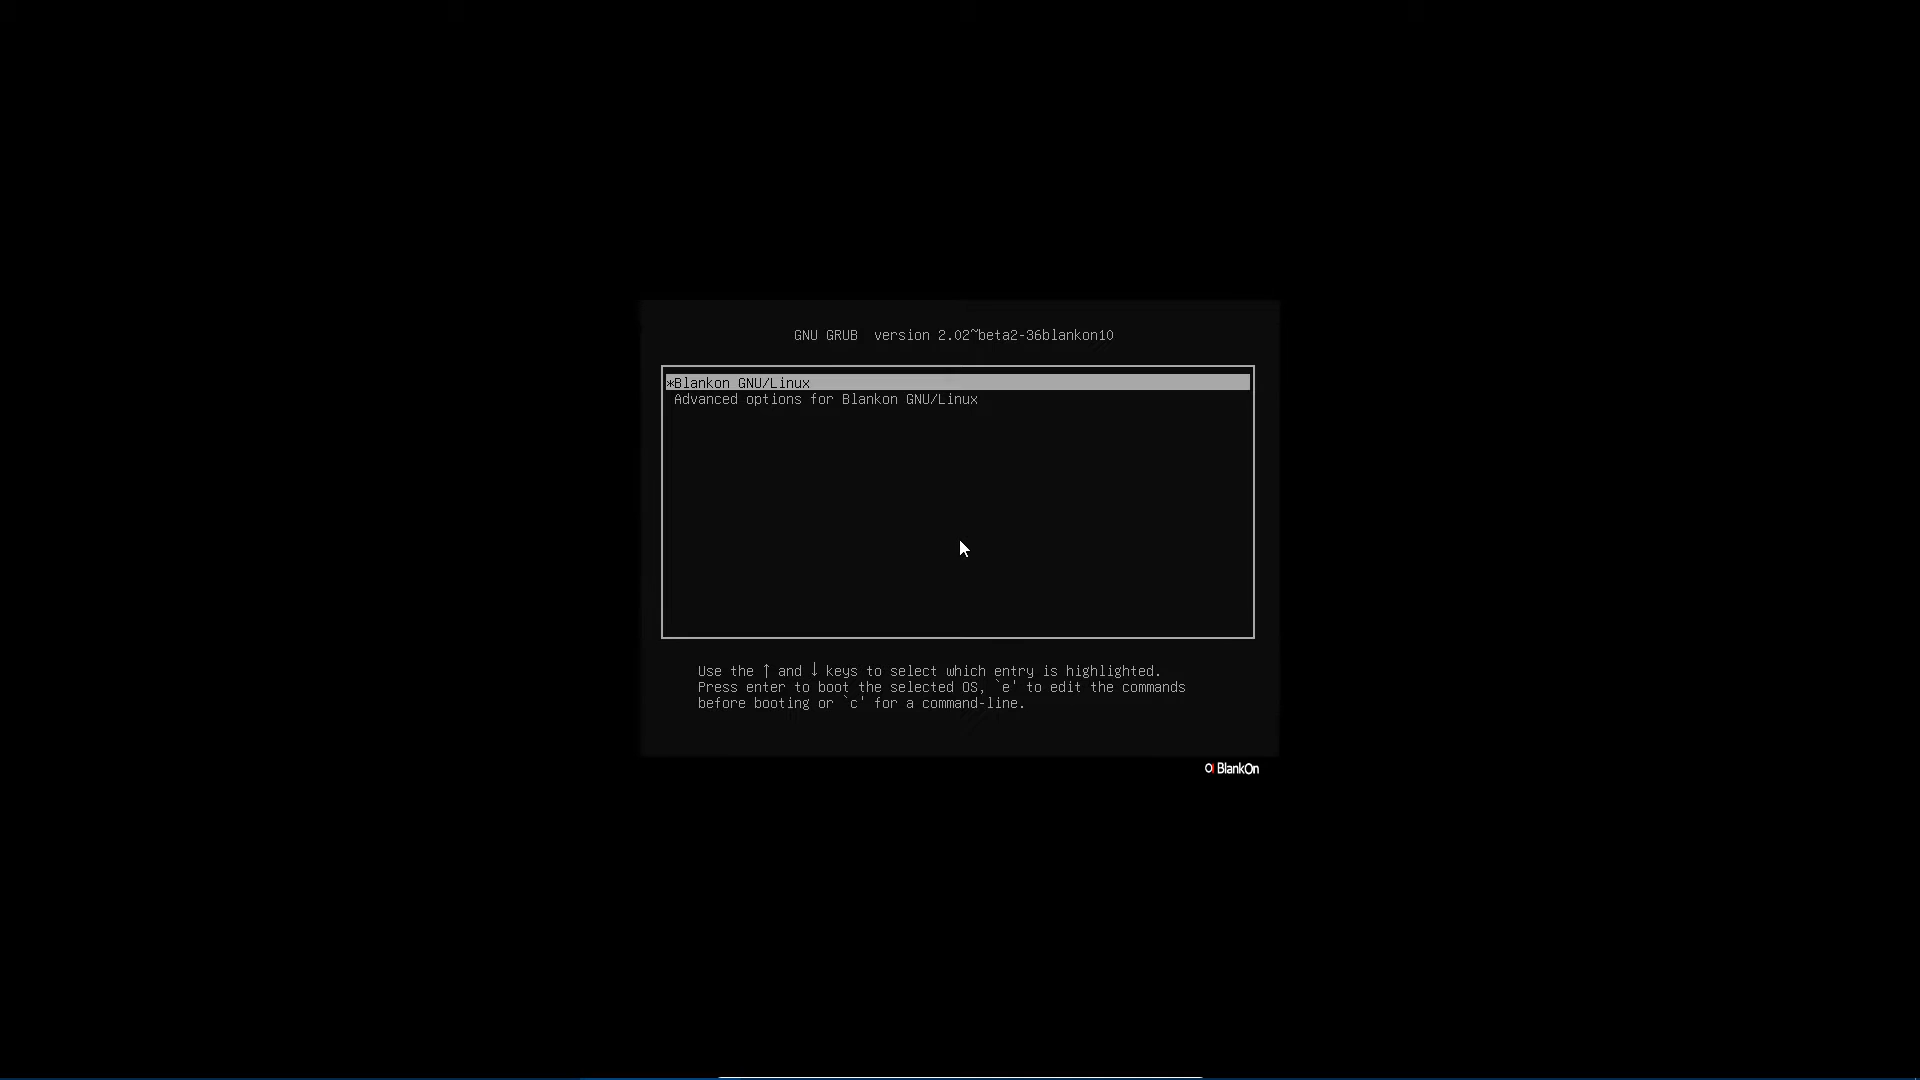 GNU GRUB  version 2.02~beta2-36blankon10
*Blankon GNU/Linux
Advanced options for Blankon GNU/Linux
Use the ↑ and ↓ keys to select which entry is highlighted.
Press enter to boot the selected OS, `e' to edit the commands
before booting or `c' for a command-line.
BlankOn